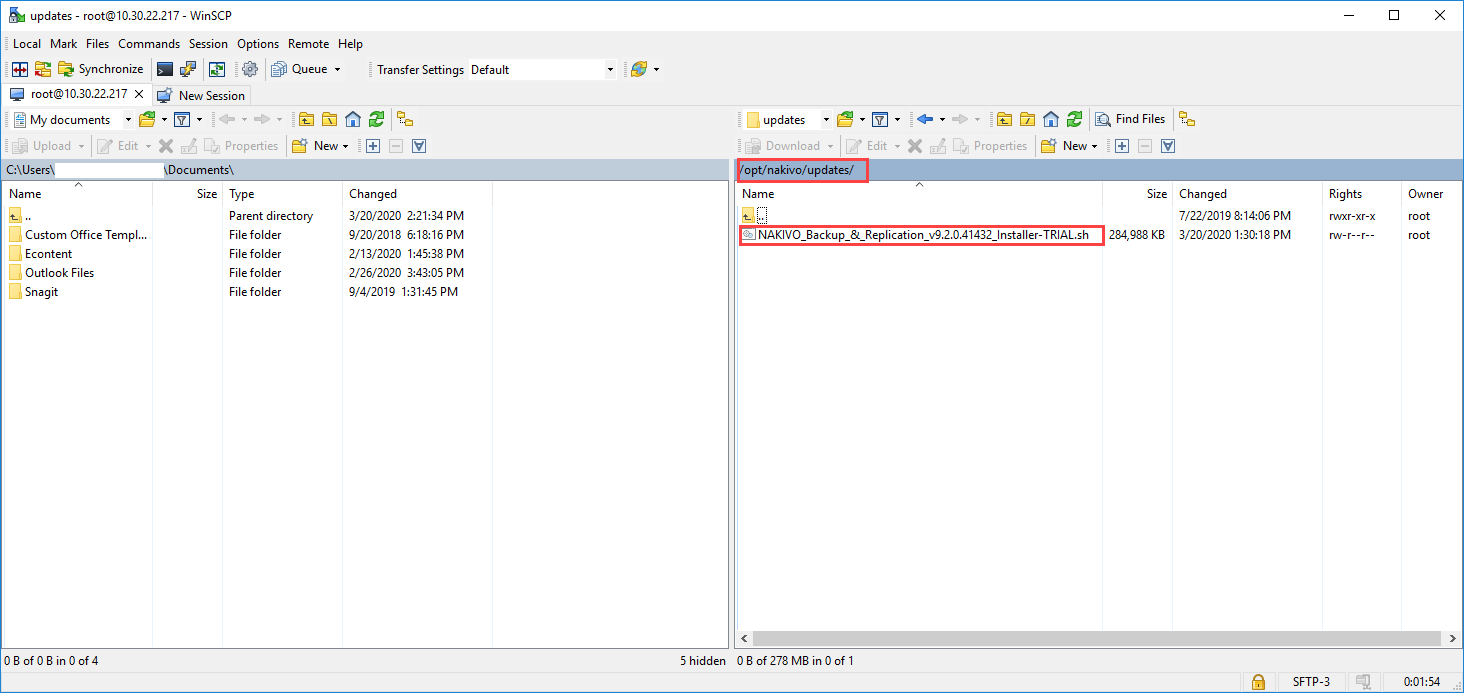 updates - root@10.30.22.217 - WinSCP
Local Mark Files Commands Session Options Remote Help
Synchronize Queue Transfer Settings Default
root@10.30.22.217 New Session
My documents updates Find Files
Upload Edit Properties New Download Edit Properties New
C:\Users\ \Documents\ /opt/nakivo/updates/
Name Size Type Changed Name Size Changed Rights Owner
.. Parent directory 3/20/2020 2:21:34 PM .. 7/22/2019 8:14:06 PM rwxr-xr-x root
Custom Office Templ... File folder 9/20/2018 6:18:16 PM NAKIVO_Backup_&_Replication_v9.2.0.41432_Installer-TRIAL.sh 284,988 KB 3/20/2020 1:30:18 PM rw-r--r-- root
Econtent File folder 2/13/2020 1:45:38 PM
Outlook Files File folder 2/26/2020 3:43:05 PM
Snagit File folder 9/4/2019 1:31:45 PM
0 B of 0 B in 0 of 4 5 hidden 0 B of 278 MB in 0 of 1
SFTP-3 0:01:54